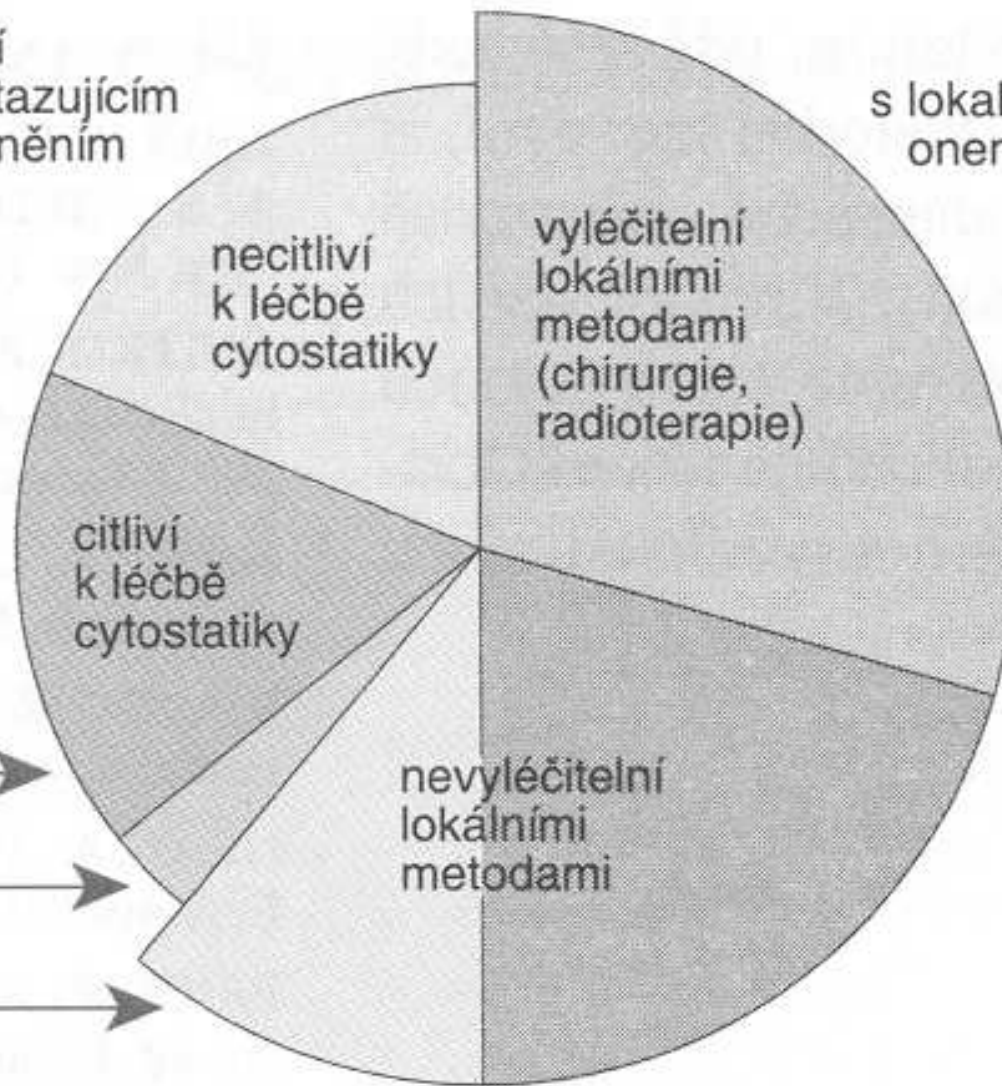 í
tazujícím
něním
s lokal
oner
necitliví
k léčbě
cytostatiky
vyléčitelní
lokálními
metodami
(chirurgie,
radioterapie)
citliví
k léčbě
cytostatiky
nevyléčitelní
lokálními
metodami